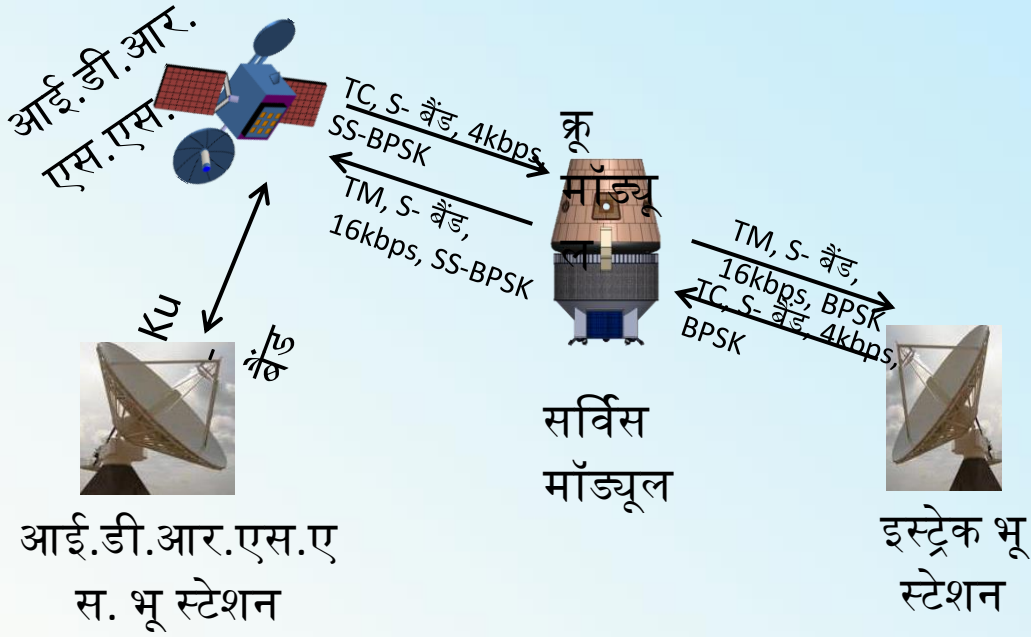 आई.डी.आर.
एस.एस.
TC, S- बैंड, 4kbps,
SS-BPSK
TM, S- बैंड,
16kbps, SS-BPSK
क्रू
मॉड्यू
ल
TM, S- बैंड,
16kbps, BPSK
TC, S- बैंड, 4kbps,
BPSK
Ku
-
बैंड
सर्विस
मॉड्यूल
आई.डी.आर.एस.ए
स. भू स्टेशन
इस्ट्रेक भू
स्टेशन